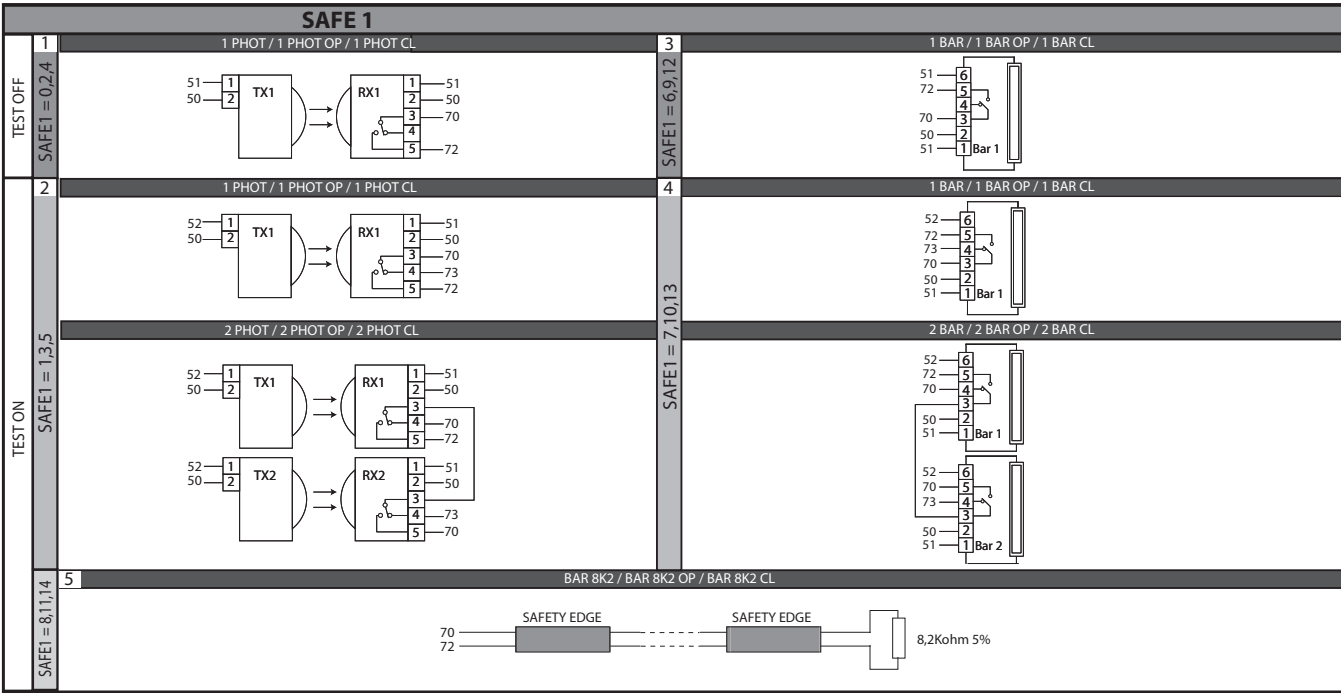 SAFE 1
TEST OFF
SAFE1 = 0,2,4
1
1 PHOT / 1 PHOT OP / 1 PHOT CL
51 1
50 2
TX1
RX1
1 51
2 50
3 70
4
5 72
SAFE1 = 6,9,12
3
1 BAR / 1 BAR OP / 1 BAR CL
51 6
72 5
4
70 3
50 2
51 1 Bar 1
TEST ON
SAFE1 = 1,3,5
2
1 PHOT / 1 PHOT OP / 1 PHOT CL
52 1
50 2
TX1
RX1
1 51
2 50
3 70
4 73
5 72
2 PHOT / 2 PHOT OP / 2 PHOT CL
52 1
50 2
TX1
RX1
1 51
2 50
3
4 70
5 72
52 1
50 2
TX2
RX2
1 51
2 50
3
4 73
5 70
SAFE1 = 7,10,13
4
1 BAR / 1 BAR OP / 1 BAR CL
52 6
72 5
73 4
70 3
50 2
51 1 Bar 1
2 BAR / 2 BAR OP / 2 BAR CL
52 6
72 5
70 4
3
50 2
51 1 Bar 1
52 6
70 5
73 4
3
50 2
51 1 Bar 2
SAFE1 = 8,11,14
5
BAR 8K2 / BAR 8K2 OP / BAR 8K2 CL
70
72
SAFETY EDGE
SAFETY EDGE
8,2Kohm 5%